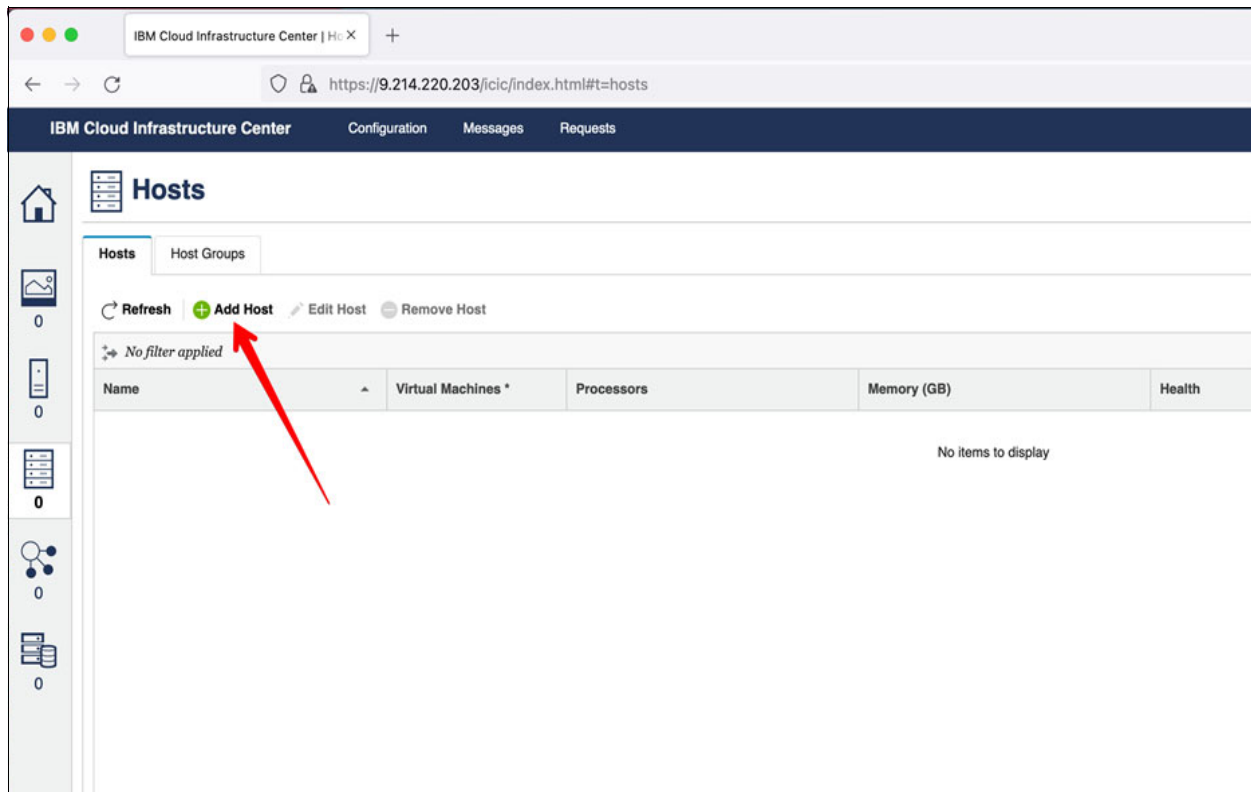 IBM Cloud Infrastructure Center | Ho
https://9.214.220.203/icic/index.html#t=hosts
IBM Cloud Infrastructure Center Configuration Messages Requests
Hosts
Hosts Host Groups
Refresh Add Host Edit Host Remove Host
No filter applied
Name Virtual Machines * Processors Memory (GB) Health
No items to display
0
0
0
0
0